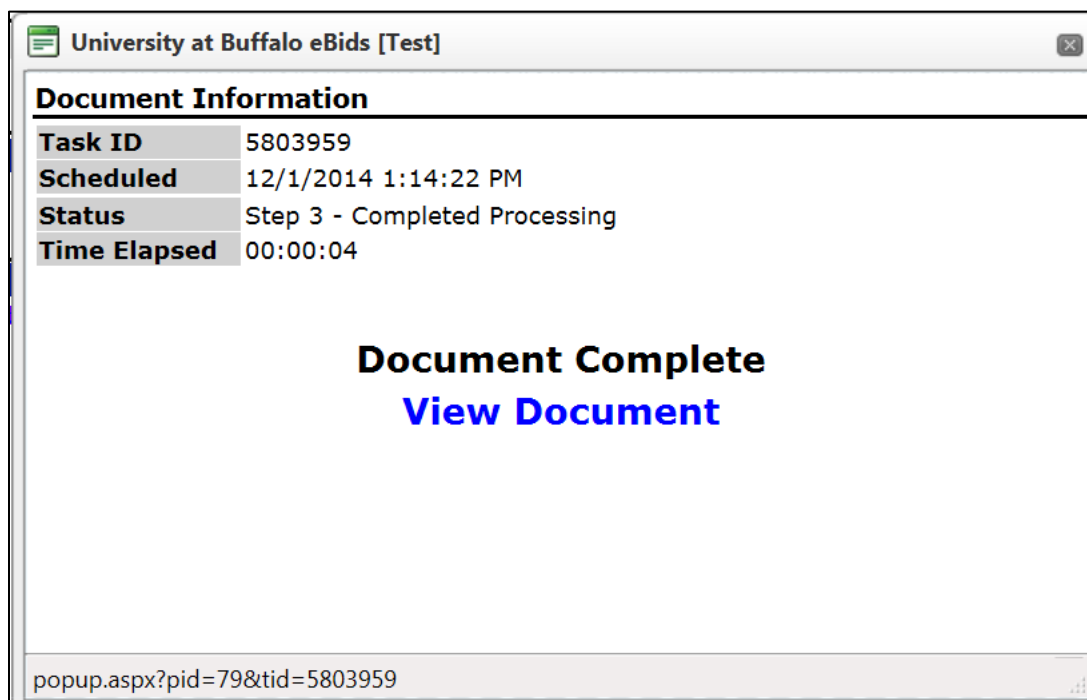 University at Buffalo eBids [Test]
Document Information
Task ID 5803959
Scheduled 12/1/2014 1:14:22 PM
Status Step 3 - Completed Processing
Time Elapsed 00:00:04
Document Complete
View Document
popup.aspx?pid=79&tid=5803959